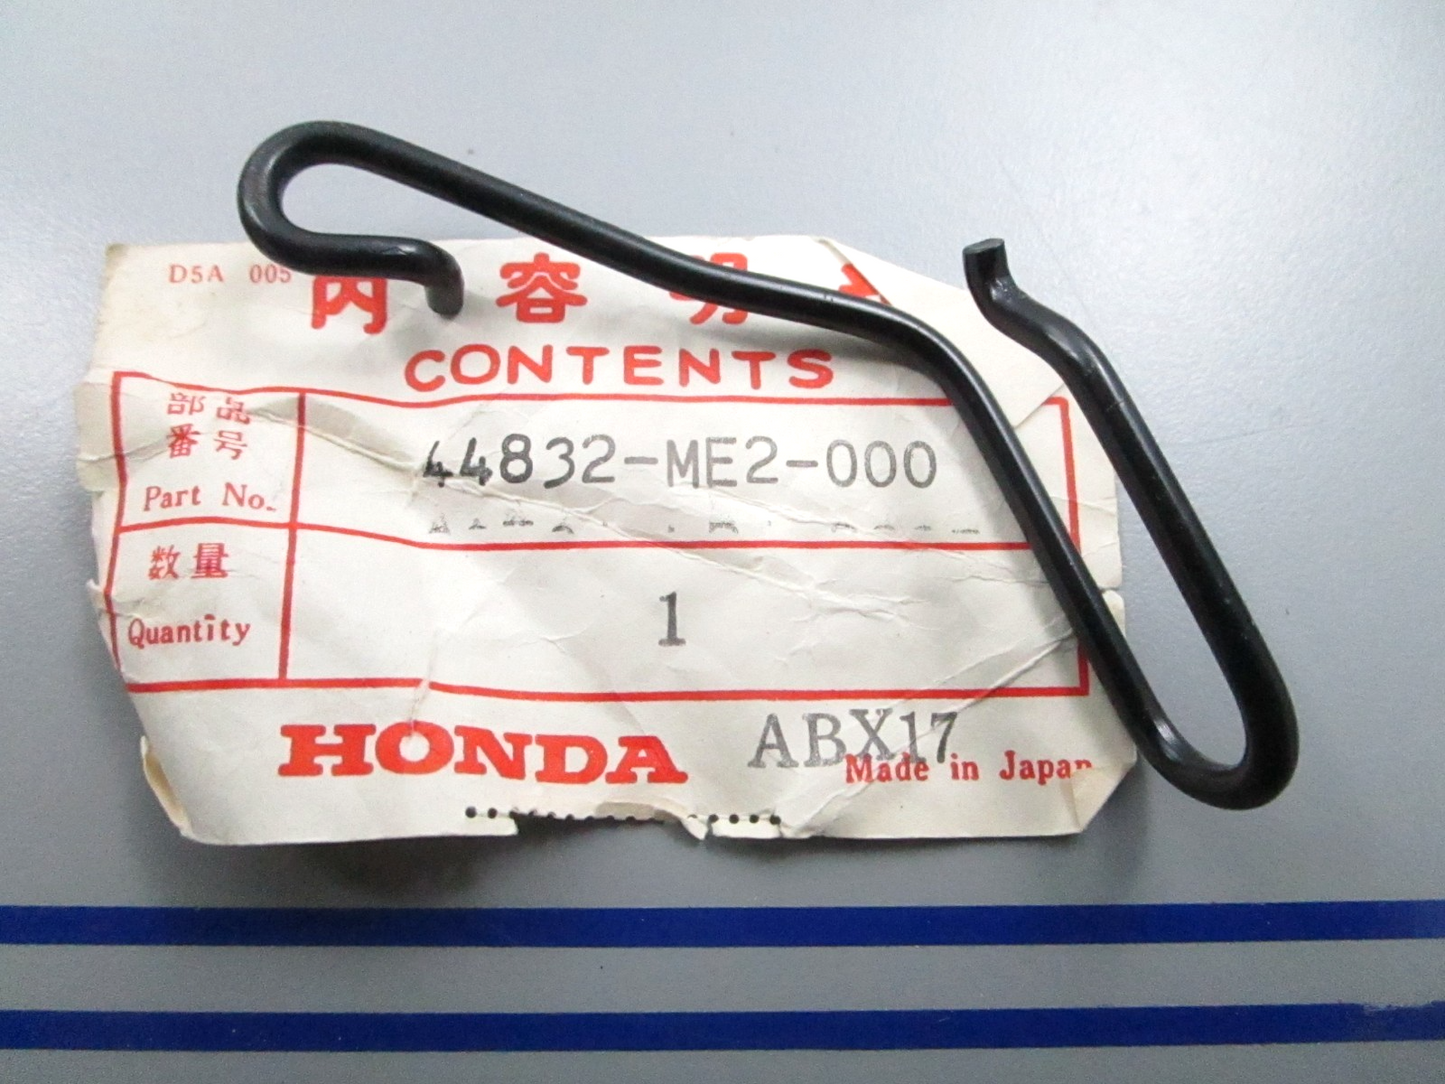 D5A 005
内容明
CONTENTS
部品
番号
Part No.
44832-ME2-000
数量
Quantity
1
HONDA
ABX17
Made in Japan